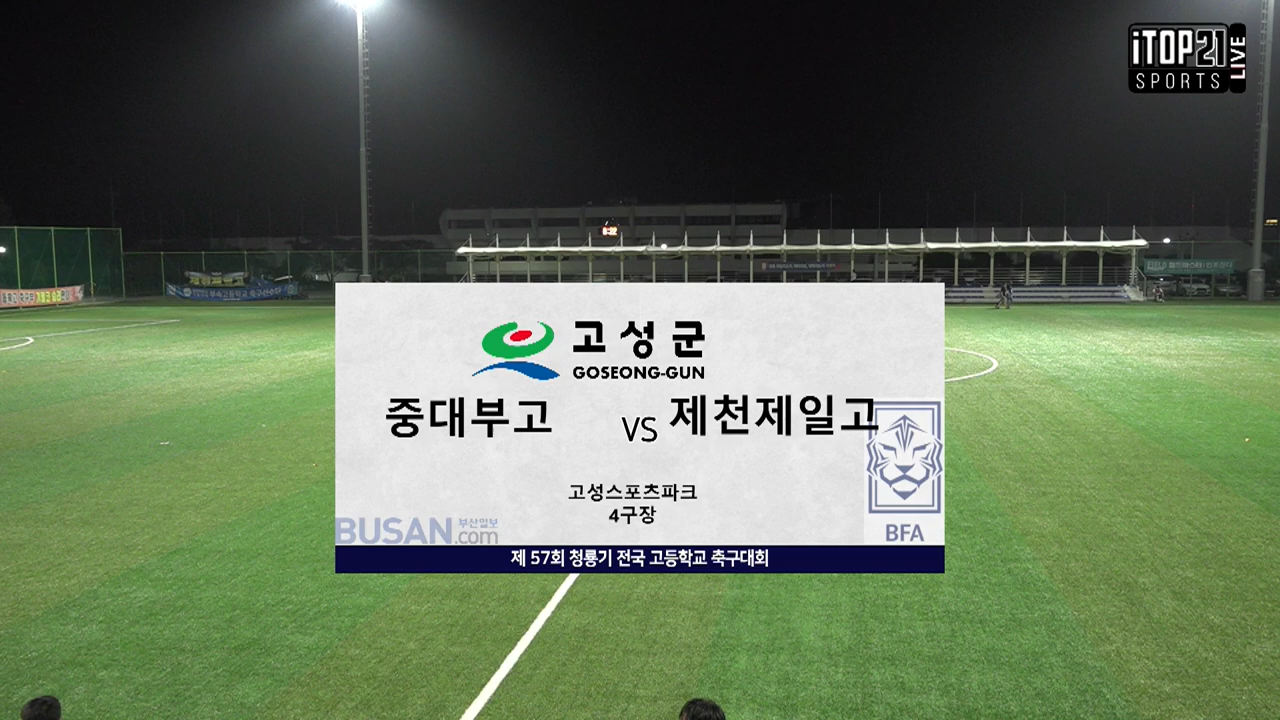 iTOP21
SPORTS
LIVE
고성군
GOSEONG-GUN
중대부고 VS 제천제일고
고성스포츠파크
4구장
BUSAN.com
부산일보
BFA
제 57회 청룡기 전국 고등학교 축구대회